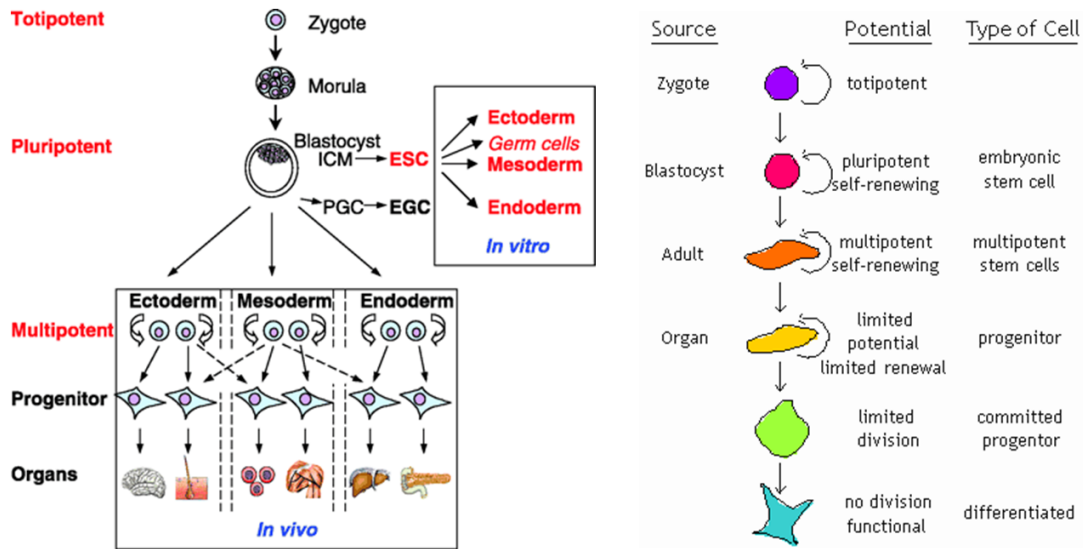 Totipotent
Zygote
Morula
Pluripotent
Blastocyst
ICM
ESC
PGC
EGC
Ectoderm
Germ cells
Mesoderm
Endoderm
In vitro
Ectoderm
Mesoderm
Endoderm
Multipotent
Progenitor
Organs
In vivo
Source
Potential
Type of Cell
Zygote
totipotent
Blastocyst
pluripotent
self-renewing
embryonic
stem cell
Adult
multipotent
self-renewing
multipotent
stem cells
Organ
limited
potential
limited renewal
progenitor
limited
division
committed
progentor
no division
functional
differentiated